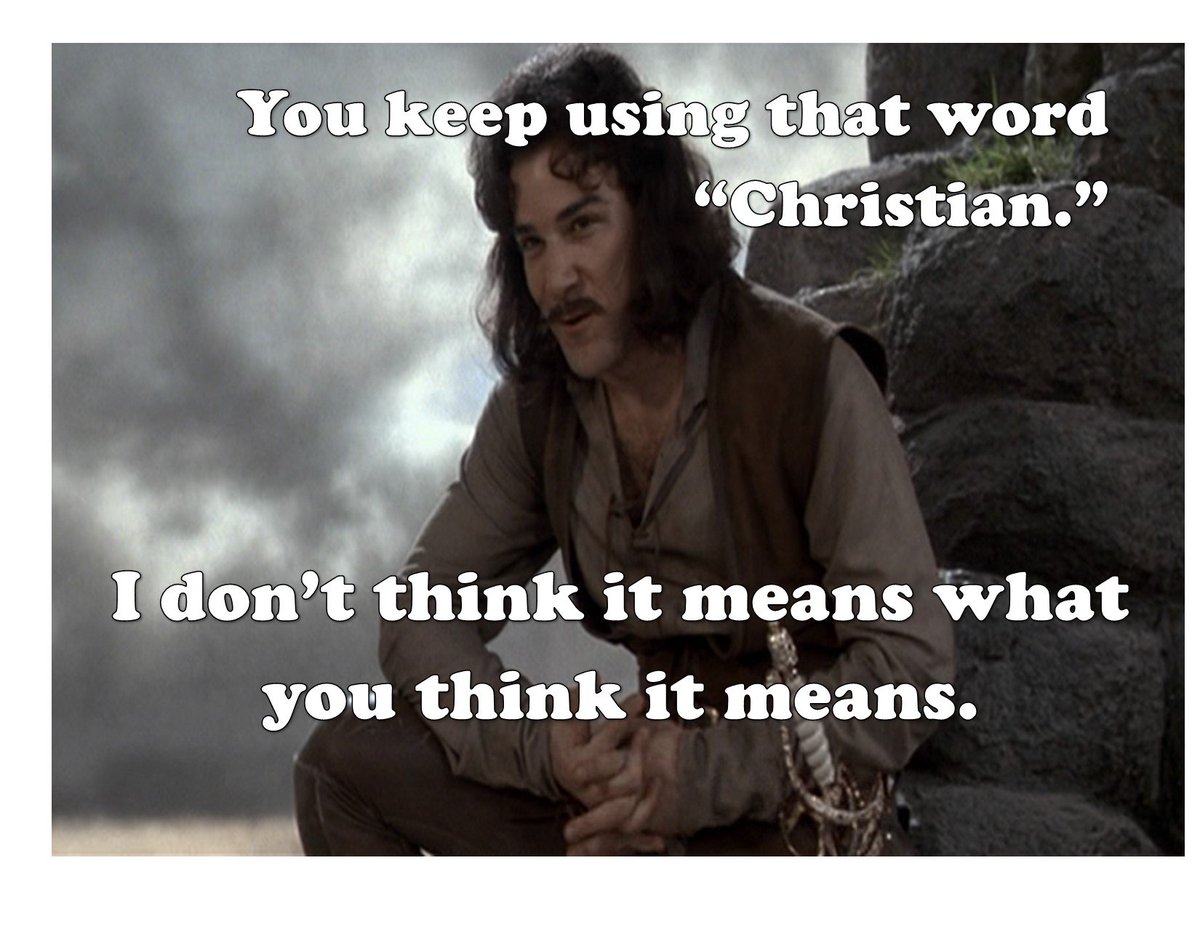 You keep using that word
“Christian.”
I don’t think it means what
you think it means.